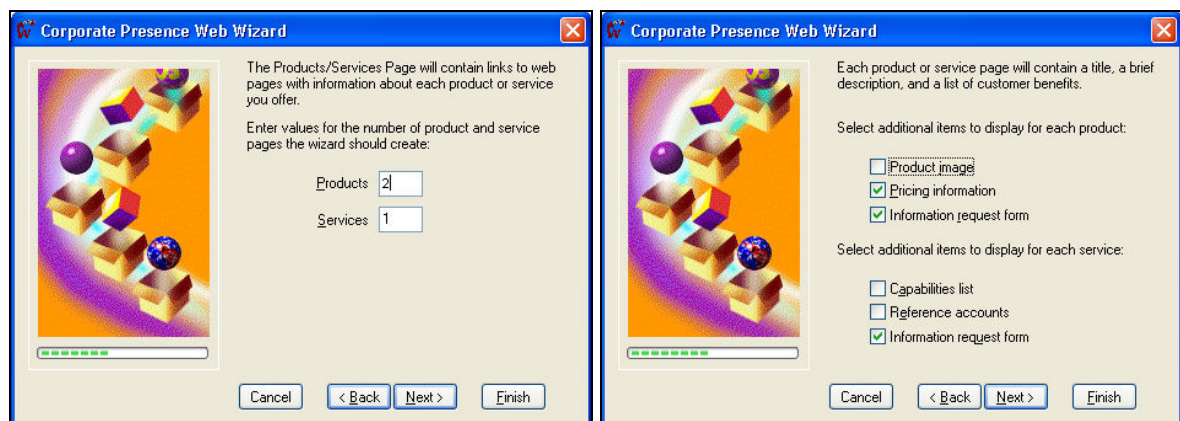 Corporate Presence Web Wizard
The Products/Services Page will contain links to web
pages with information about each product or service
you offer.
Enter values for the number of product and service
pages the wizard should create:
Products 2
Services 1
Cancel < Back Next > Finish
Corporate Presence Web Wizard
Each product or service page will contain a title, a brief
description, and a list of customer benefits.
Select additional items to display for each product:
Product image
Pricing information
Information request form
Select additional items to display for each service:
Capabilities list
Reference accounts
Information request form
Cancel < Back Next > Finish